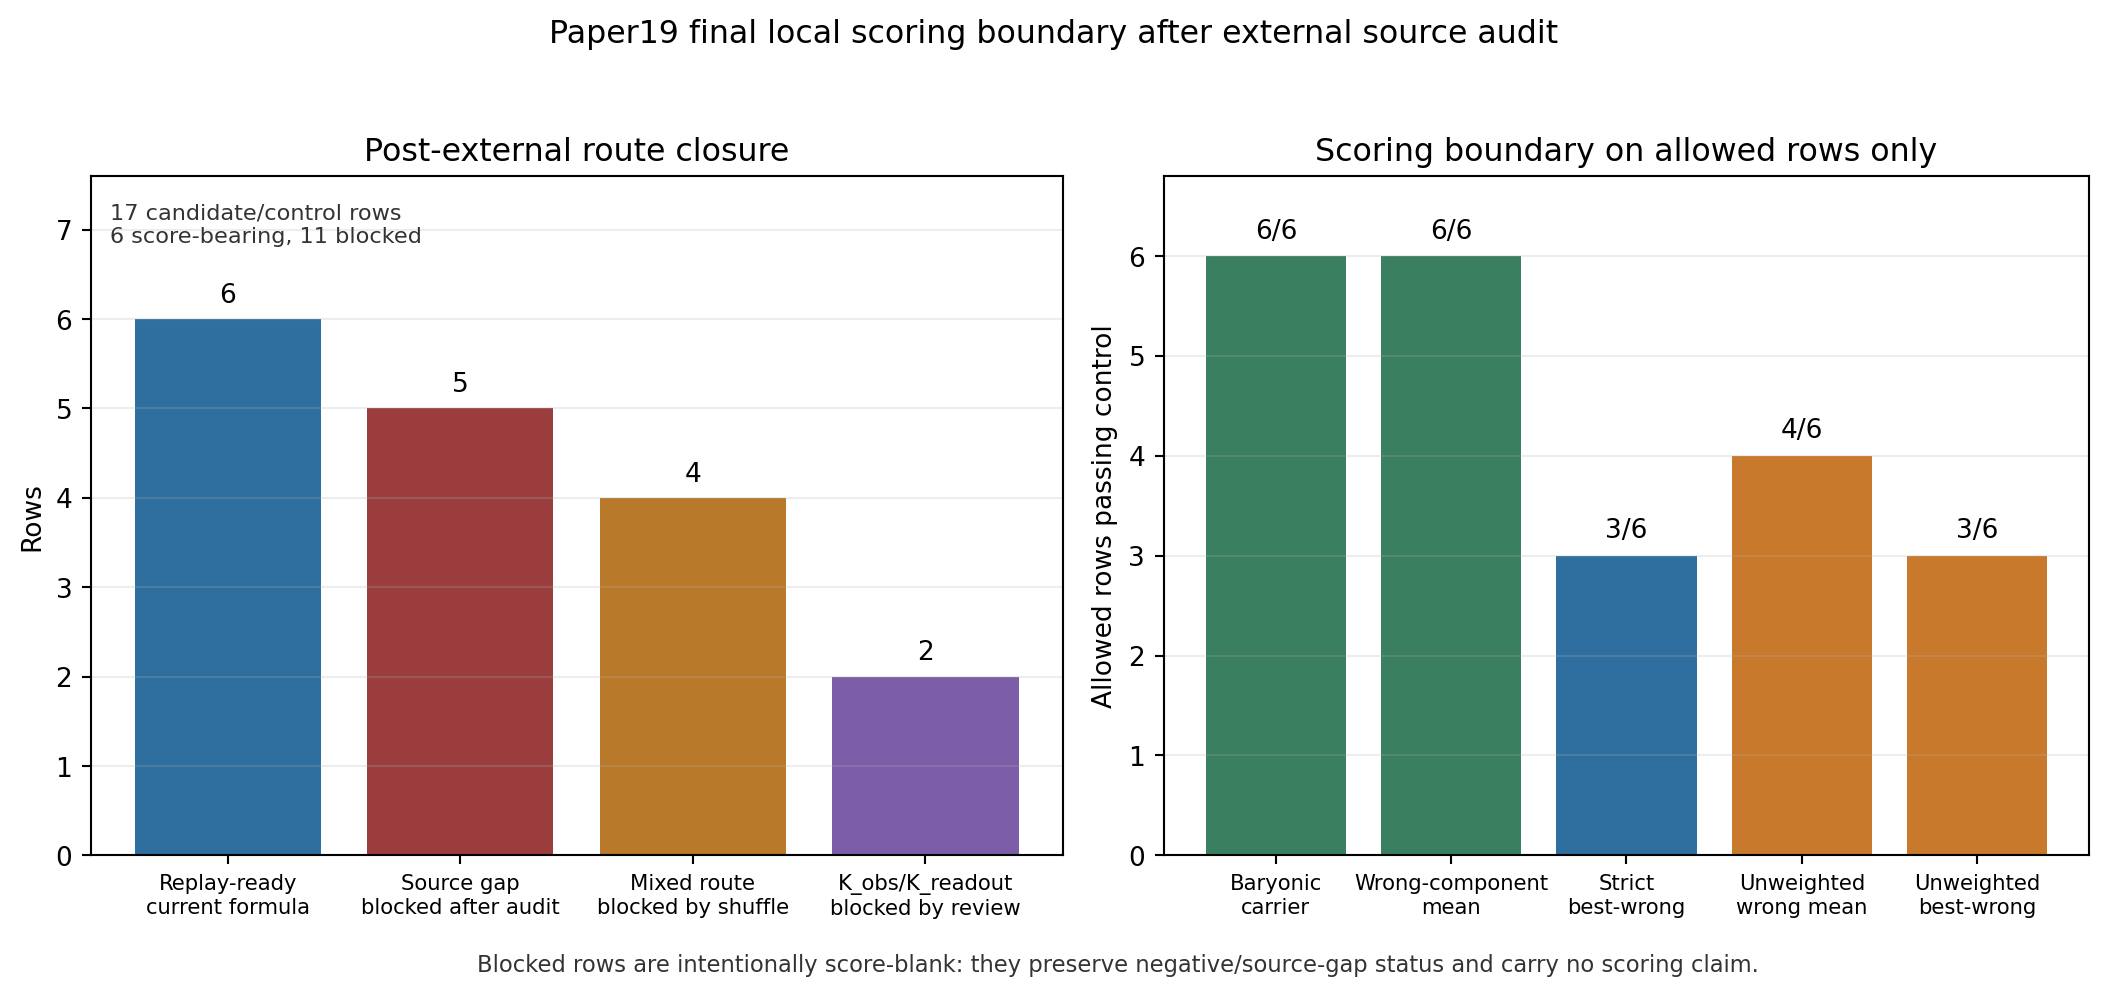 Paper19 final local scoring boundary after external source audit
Post-external route closure
17 candidate/control rows
6 score-bearing, 11 blocked
Rows
7
6
5
4
3
2
1
0
6
5
4
2
Replay-ready
current formula
Source gap
blocked after audit
Mixed route
blocked by shuffle
K_obs/K_readout
blocked by review
Scoring boundary on allowed rows only
Allowed rows passing control
6
5
4
3
2
1
0
6/6
6/6
3/6
4/6
3/6
Baryonic
carrier
Wrong-component
mean
Strict
best-wrong
Unweighted
wrong mean
Unweighted
best-wrong
Blocked rows are intentionally score-blank: they preserve negative/source-gap status and carry no scoring claim.